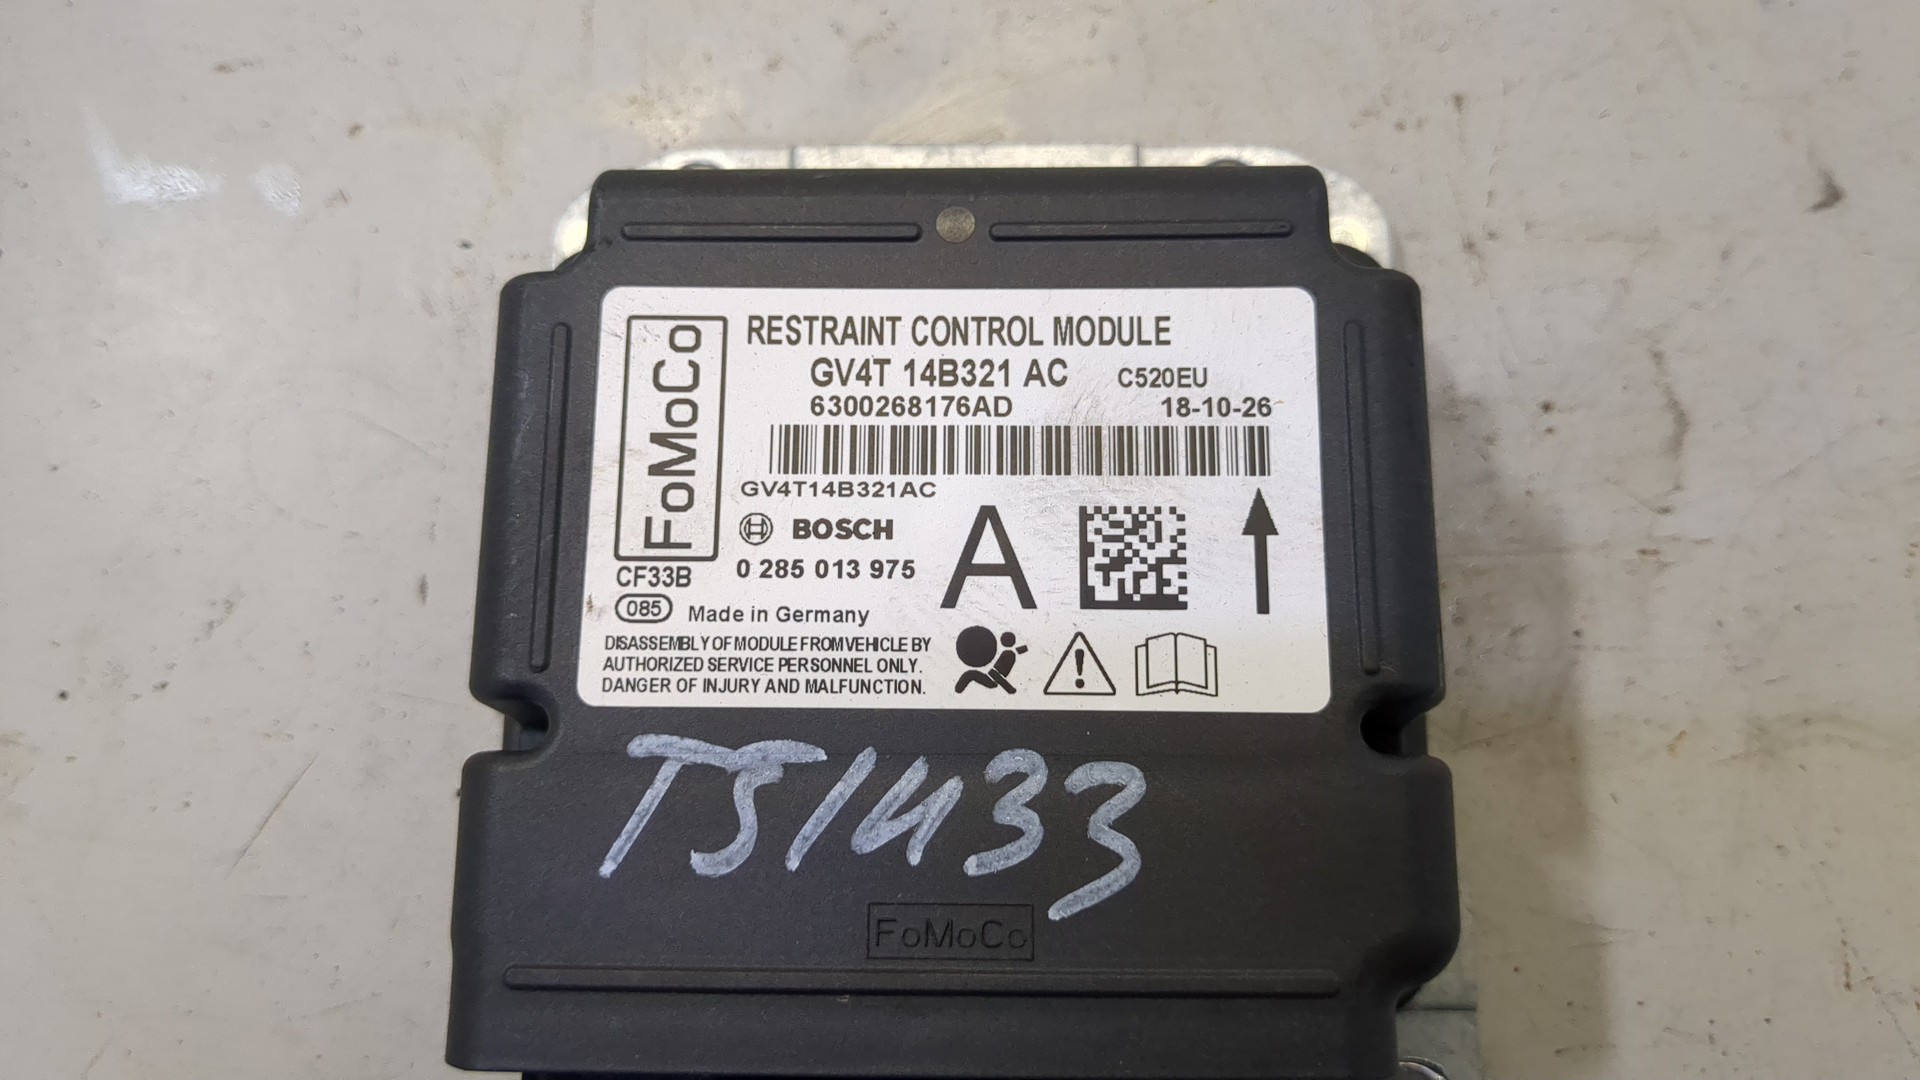 FoMoCo
RESTRAINT CONTROL MODULE
GV4T 14B321 AC C520EU
6300268176AD 18-10-26
GV4T14B321AC
BOSCH A
0 285 013 975
CF33B
085 Made in Germany
DISASSEMBLY OF MODULE FROM VEHICLE BY
AUTHORIZED SERVICE PERSONNEL ONLY.
DANGER OF INJURY AND MALFUNCTION.
TS1433
FoMoCo